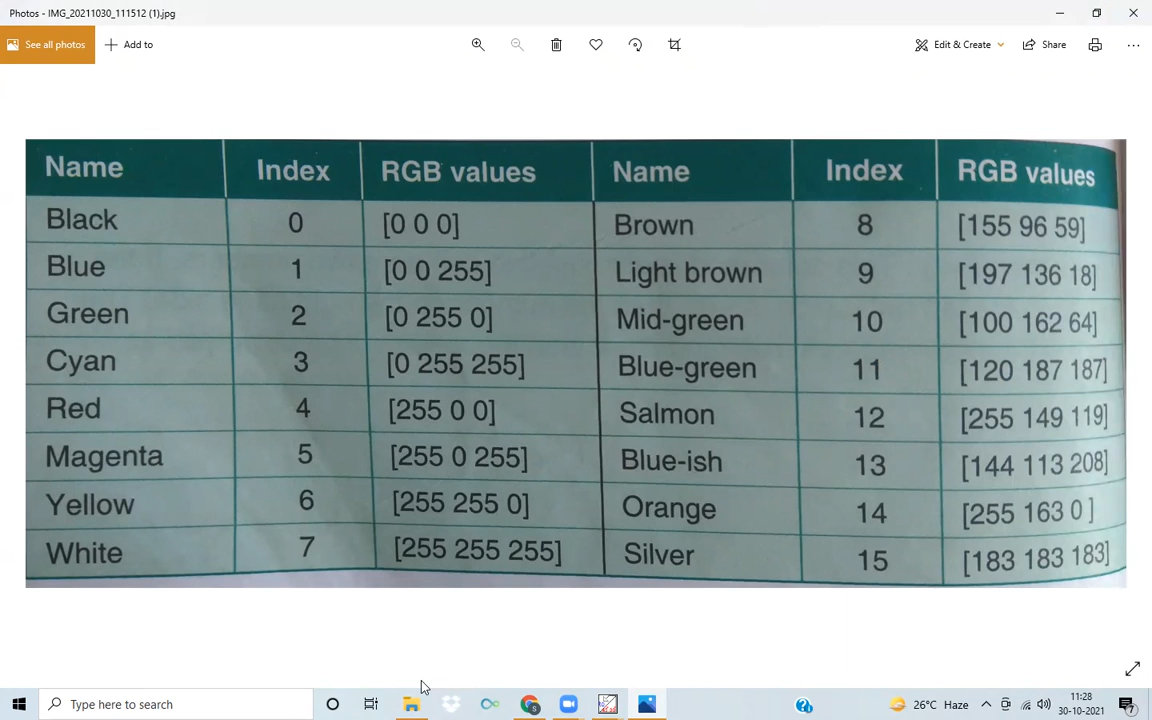 Photos - IMG_20211030_111512 (1).jpg
See all photos
Add to
Edit & Create
Share
Name Index RGB values Name Index RGB values
Black 0 [0 0 0] Brown 8 [155 96 59]
Blue 1 [0 0 255] Light brown 9 [197 136 18]
Green 2 [0 255 0] Mid-green 10 [100 162 64]
Cyan 3 [0 255 255] Blue-green 11 [120 187 187]
Red 4 [255 0 0] Salmon 12 [255 149 119]
Magenta 5 [255 0 255] Blue-ish 13 [144 113 208]
Yellow 6 [255 255 0] Orange 14 [255 163 0 ]
White 7 [255 255 255] Silver 15 [183 183 183]
Type here to search
26°C Haze
11:28
30-10-2021
7